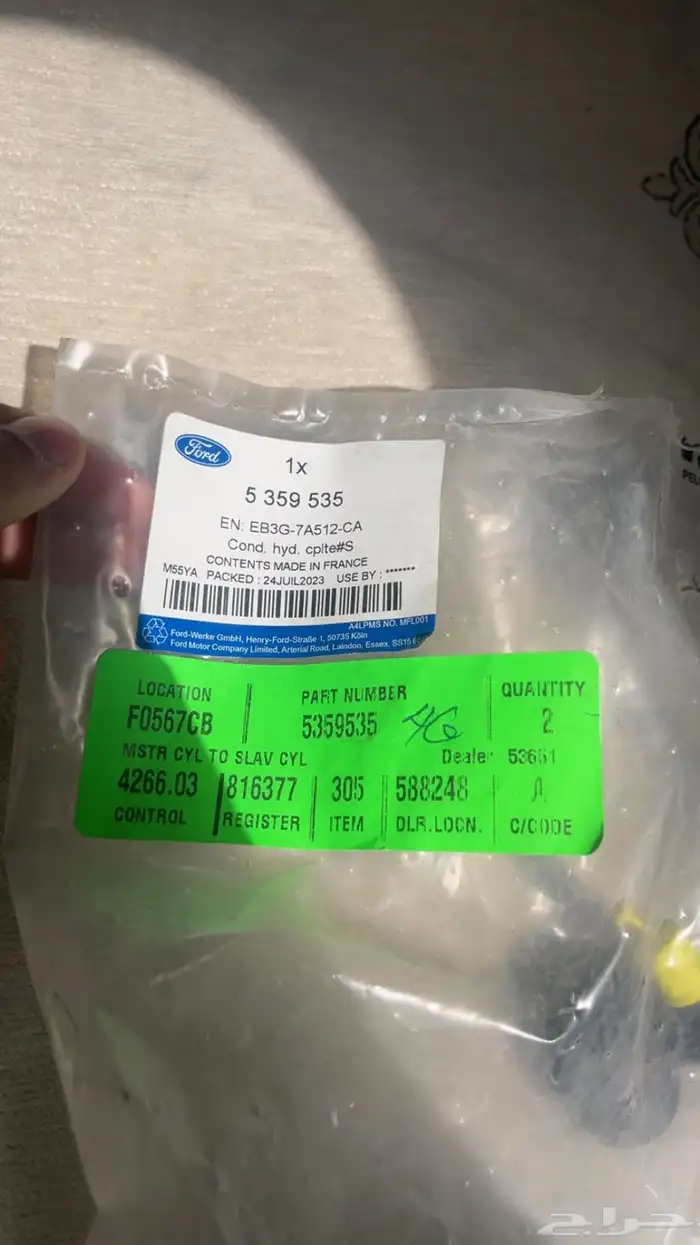 Ford
1x
5 359 535
EN: EB3G-7A512-CA
Cond. hyd. cplte#S
CONTENTS MADE IN FRANCE
M55YA PACKED : 24JUIL2023 USE BY : *******
A4LPMS NO. MFL001
Ford-Werke GmbH, Henry-Ford-Straße 1, 50735 Köln
Ford Motor Company Limited, Arterial Road, Laindon, Essex, SS15
LOCATION PART NUMBER QUANTITY
F0567CB 5359535 46 2
MSTR CYL TO SLAV CYL Dealer
4266.03 816377 305 588248 A
CONTROL REGISTER ITEM DLR.LOCN. C/CODE
حراج